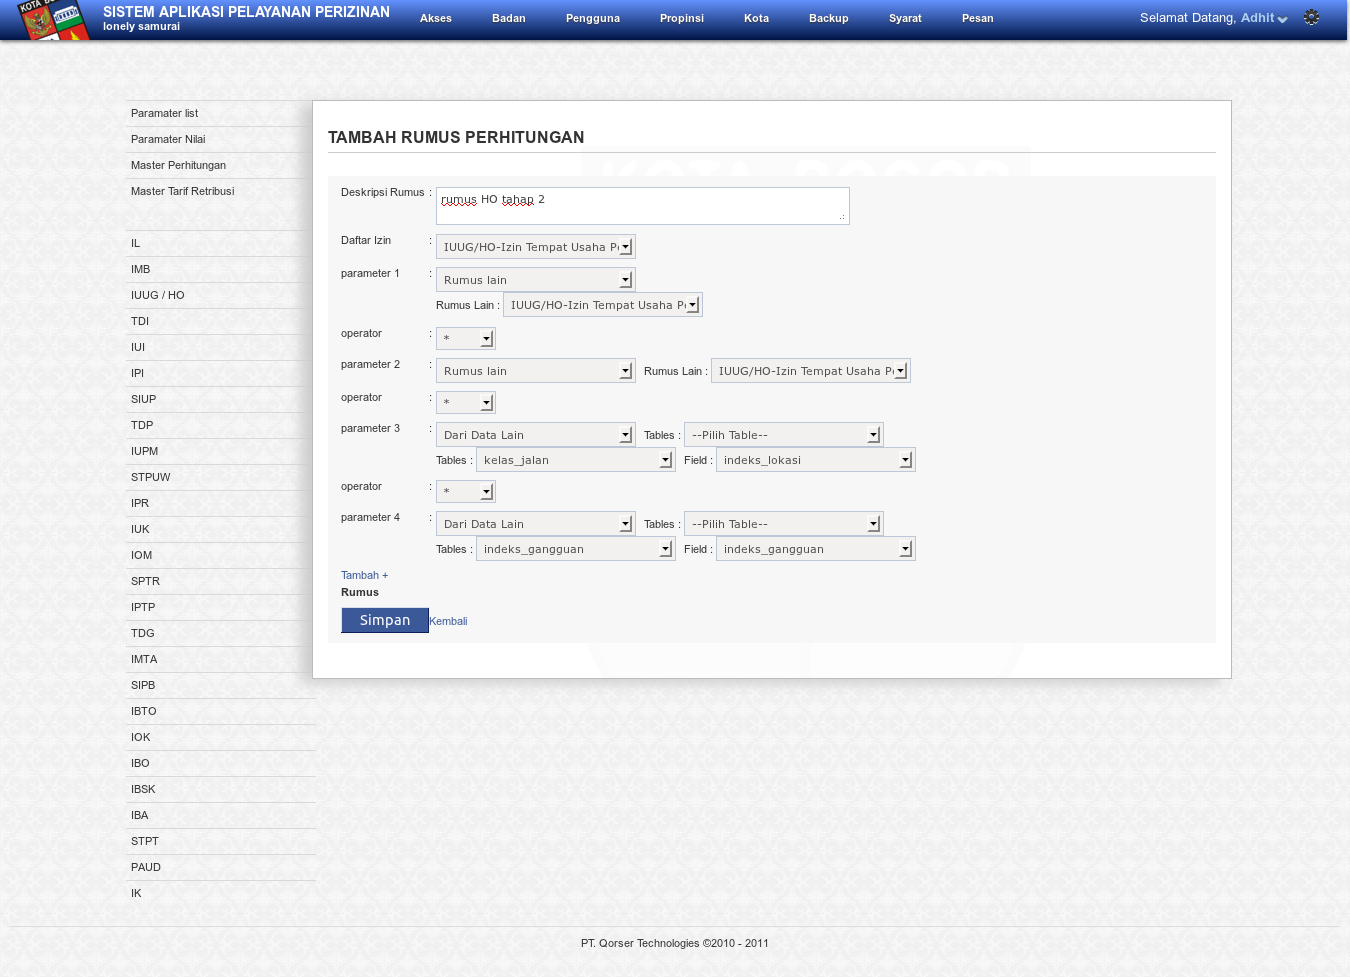 KOTA BOGOR
SISTEM APLIKASI PELAYANAN PERIZINAN
lonely samurai
Akses Badan Pengguna Propinsi Kota Backup Syarat Pesan
Selamat Datang, Adhit
Paramater list
Paramater Nilai
Master Perhitungan
Master Tarif Retribusi
IL
IMB
IUUG / HO
TDI
IUI
IPI
SIUP
TDP
IUPM
STPUW
IPR
IUK
IOM
SPTR
IPTP
TDG
IMTA
SIPB
IBTO
IOK
IBO
IBSK
IBA
STPT
PAUD
IK
TAMBAH RUMUS PERHITUNGAN
Deskripsi Rumus : rumus HO tahap 2
Daftar Izin : IUUG/HO-Izin Tempat Usaha
parameter 1 : Rumus lain
Rumus Lain : IUUG/HO-Izin Tempat Usaha
operator : *
parameter 2 : Rumus lain Rumus Lain : IUUG/HO-Izin Tempat Usaha
operator : *
parameter 3 : Dari Data Lain Tables : --Pilih Table--
Tables : kelas_jalan Field : indeks_lokasi
operator : *
parameter 4 : Dari Data Lain Tables : --Pilih Table--
Tables : indeks_gangguan Field : indeks_gangguan
Tambah +
Rumus
Simpan Kembali
PT. Qorser Technologies ©2010 - 2011